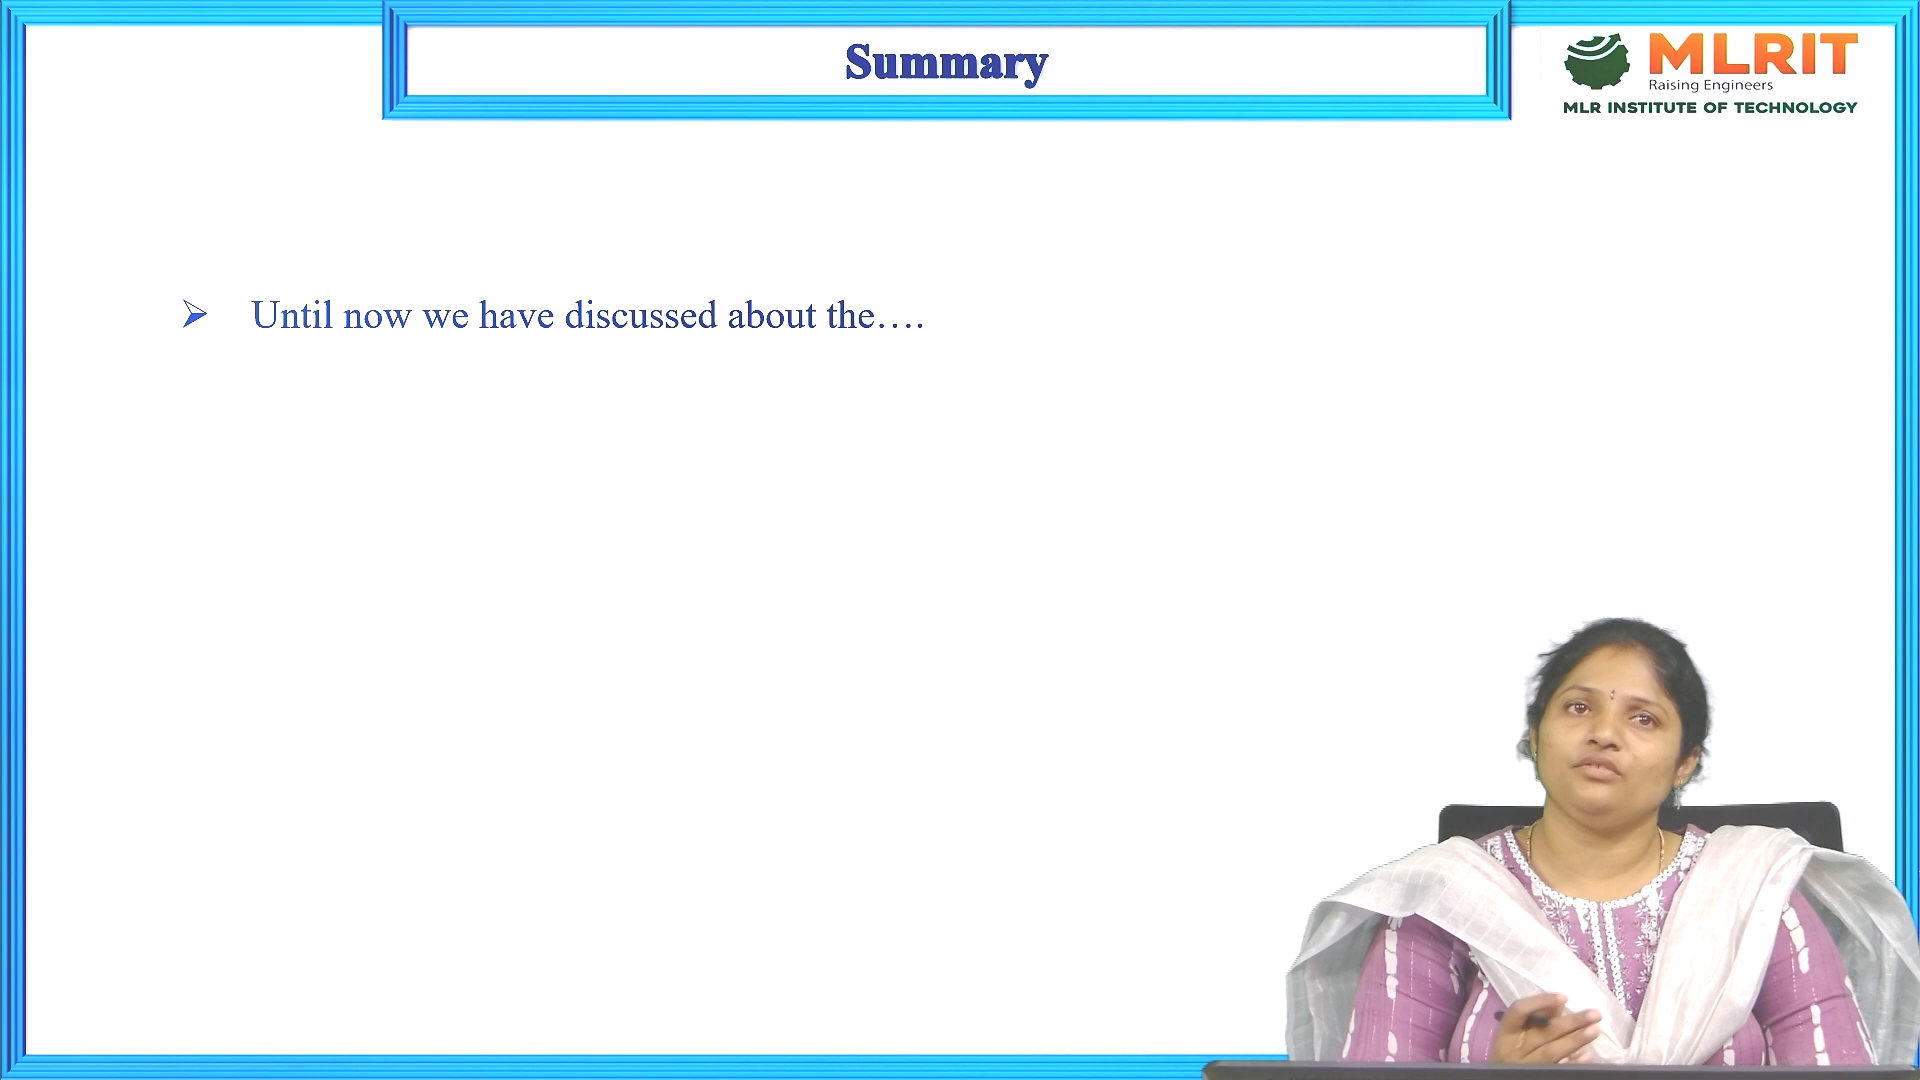 Summary
MLRIT
Raising Engineers
MLR INSTITUTE OF TECHNOLOGY
Until now we have discussed about the….